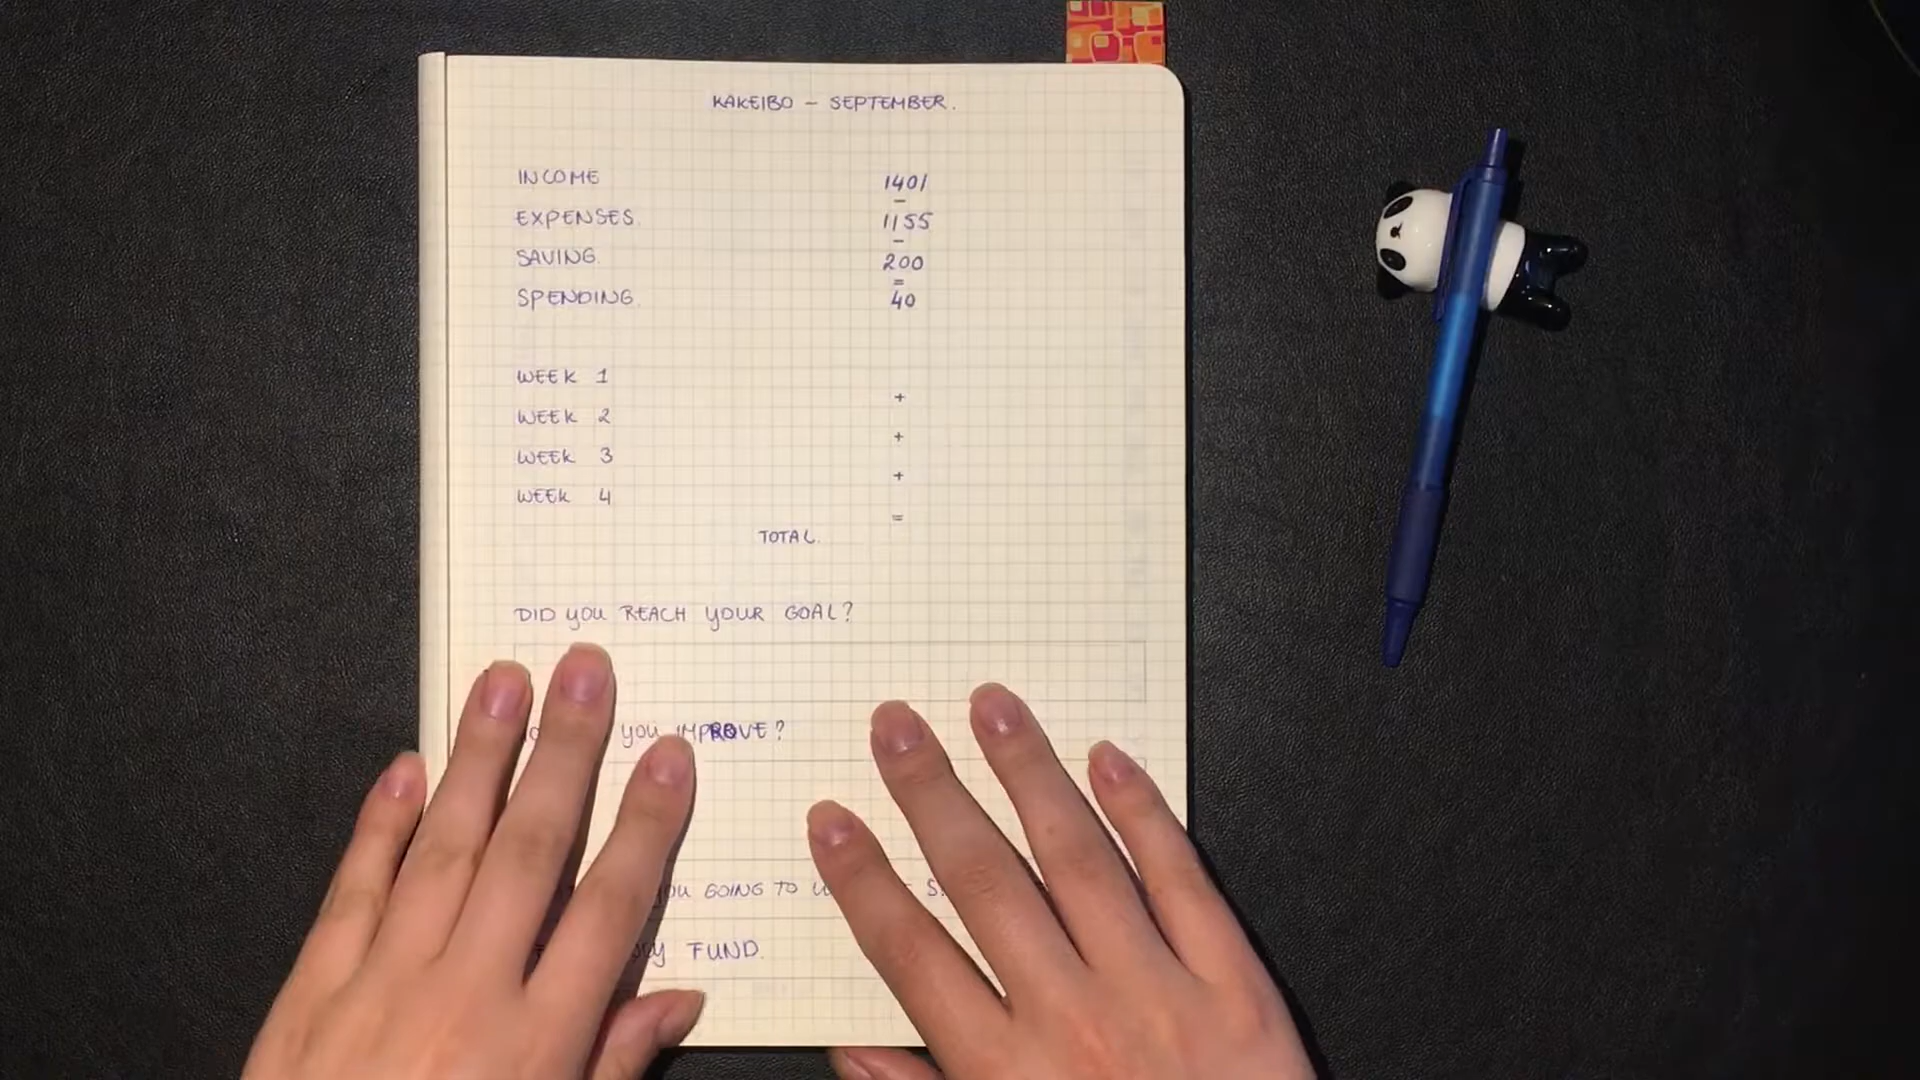 KAKEIBO - SEPTEMBER.
INCOME 1401
-
EXPENSES. 1155
-
SAVING. 200
=
SPENDING. 40
WEEK 1
+
WEEK 2
+
WEEK 3
+
WEEK 4
=
TOTAL.
DID YOU REACH YOUR GOAL?
YOU IMPROVE?
YOU GOING TO
FUND.